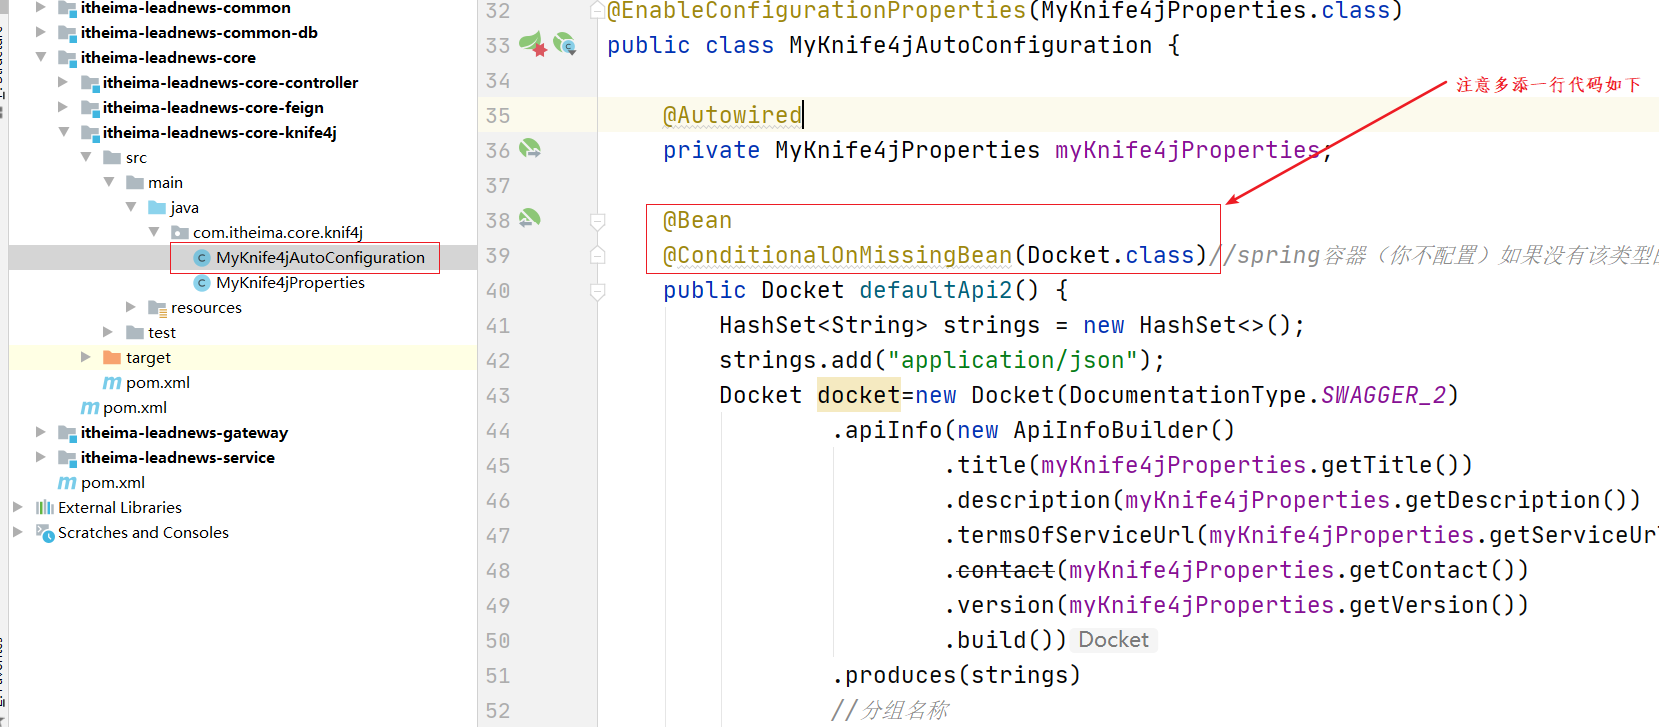 itheima-leadnews-common
itheima-leadnews-common-db
itheima-leadnews-core
itheima-leadnews-core-controller
itheima-leadnews-core-feign
itheima-leadnews-core-knife4j
src
main
java
com.itheima.core.knif4j
MyKnife4jAutoConfiguration
MyKnife4jProperties
resources
test
target
pom.xml
pom.xml
itheima-leadnews-gateway
itheima-leadnews-service
pom.xml
External Libraries
Scratches and Consoles
32 @EnableConfigurationProperties(MyKnife4jProperties.class)
33 public class MyKnife4jAutoConfiguration {
34
注意多添一行代码如下
35 @Autowired
36 private MyKnife4jProperties myKnife4jProperties;
37
38 @Bean
39 @ConditionalOnMissingBean(Docket.class)//spring容器（你不配置）如果没有该类型
40 public Docket defaultApi2() {
41 HashSet<String> strings = new HashSet<>();
42 strings.add("application/json");
43 Docket docket=new Docket(DocumentationType.SWAGGER_2)
44 .apiInfo(new ApiInfoBuilder()
45 .title(myKnife4jProperties.getTitle())
46 .description(myKnife4jProperties.getDescription())
47 .termsOfServiceUrl(myKnife4jProperties.getServiceUr
48 .contact(myKnife4jProperties.getContact())
49 .version(myKnife4jProperties.getVersion())
50 .build()) Docket
51 .produces(strings)
52 //分组名称